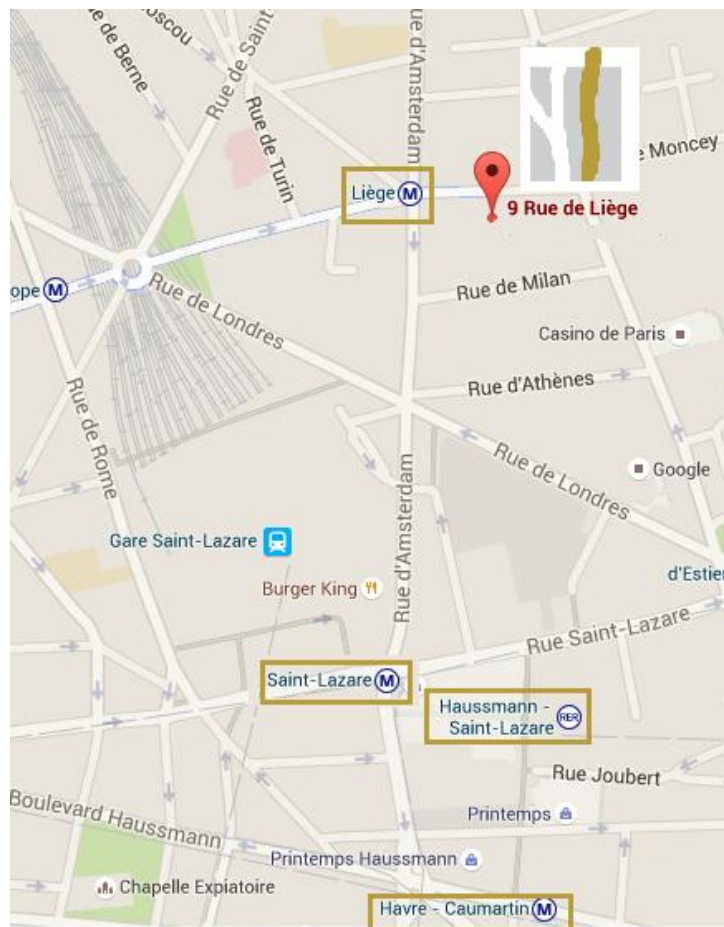 Moscou
Rue de Berne
Rue de Saint
Rue d'Amsterdam
Rue de Turin
Moncey
Liège M
9 Rue de Liège
ope M
Rue de Londres
Rue de Milan
Casino de Paris
Rue d'Athènes
Rue de Rome
Rue de Londres
Google
Rue d'Amsterdam
Gare Saint-Lazare
d'Estie
Burger King
Rue Saint-Lazare
Saint-Lazare M
Haussmann -
Saint-Lazare RER
Rue Joubert
Boulevard Haussmann
Printemps
Printemps Haussmann
Chapelle Expiatoire
Havre - Caumartin M